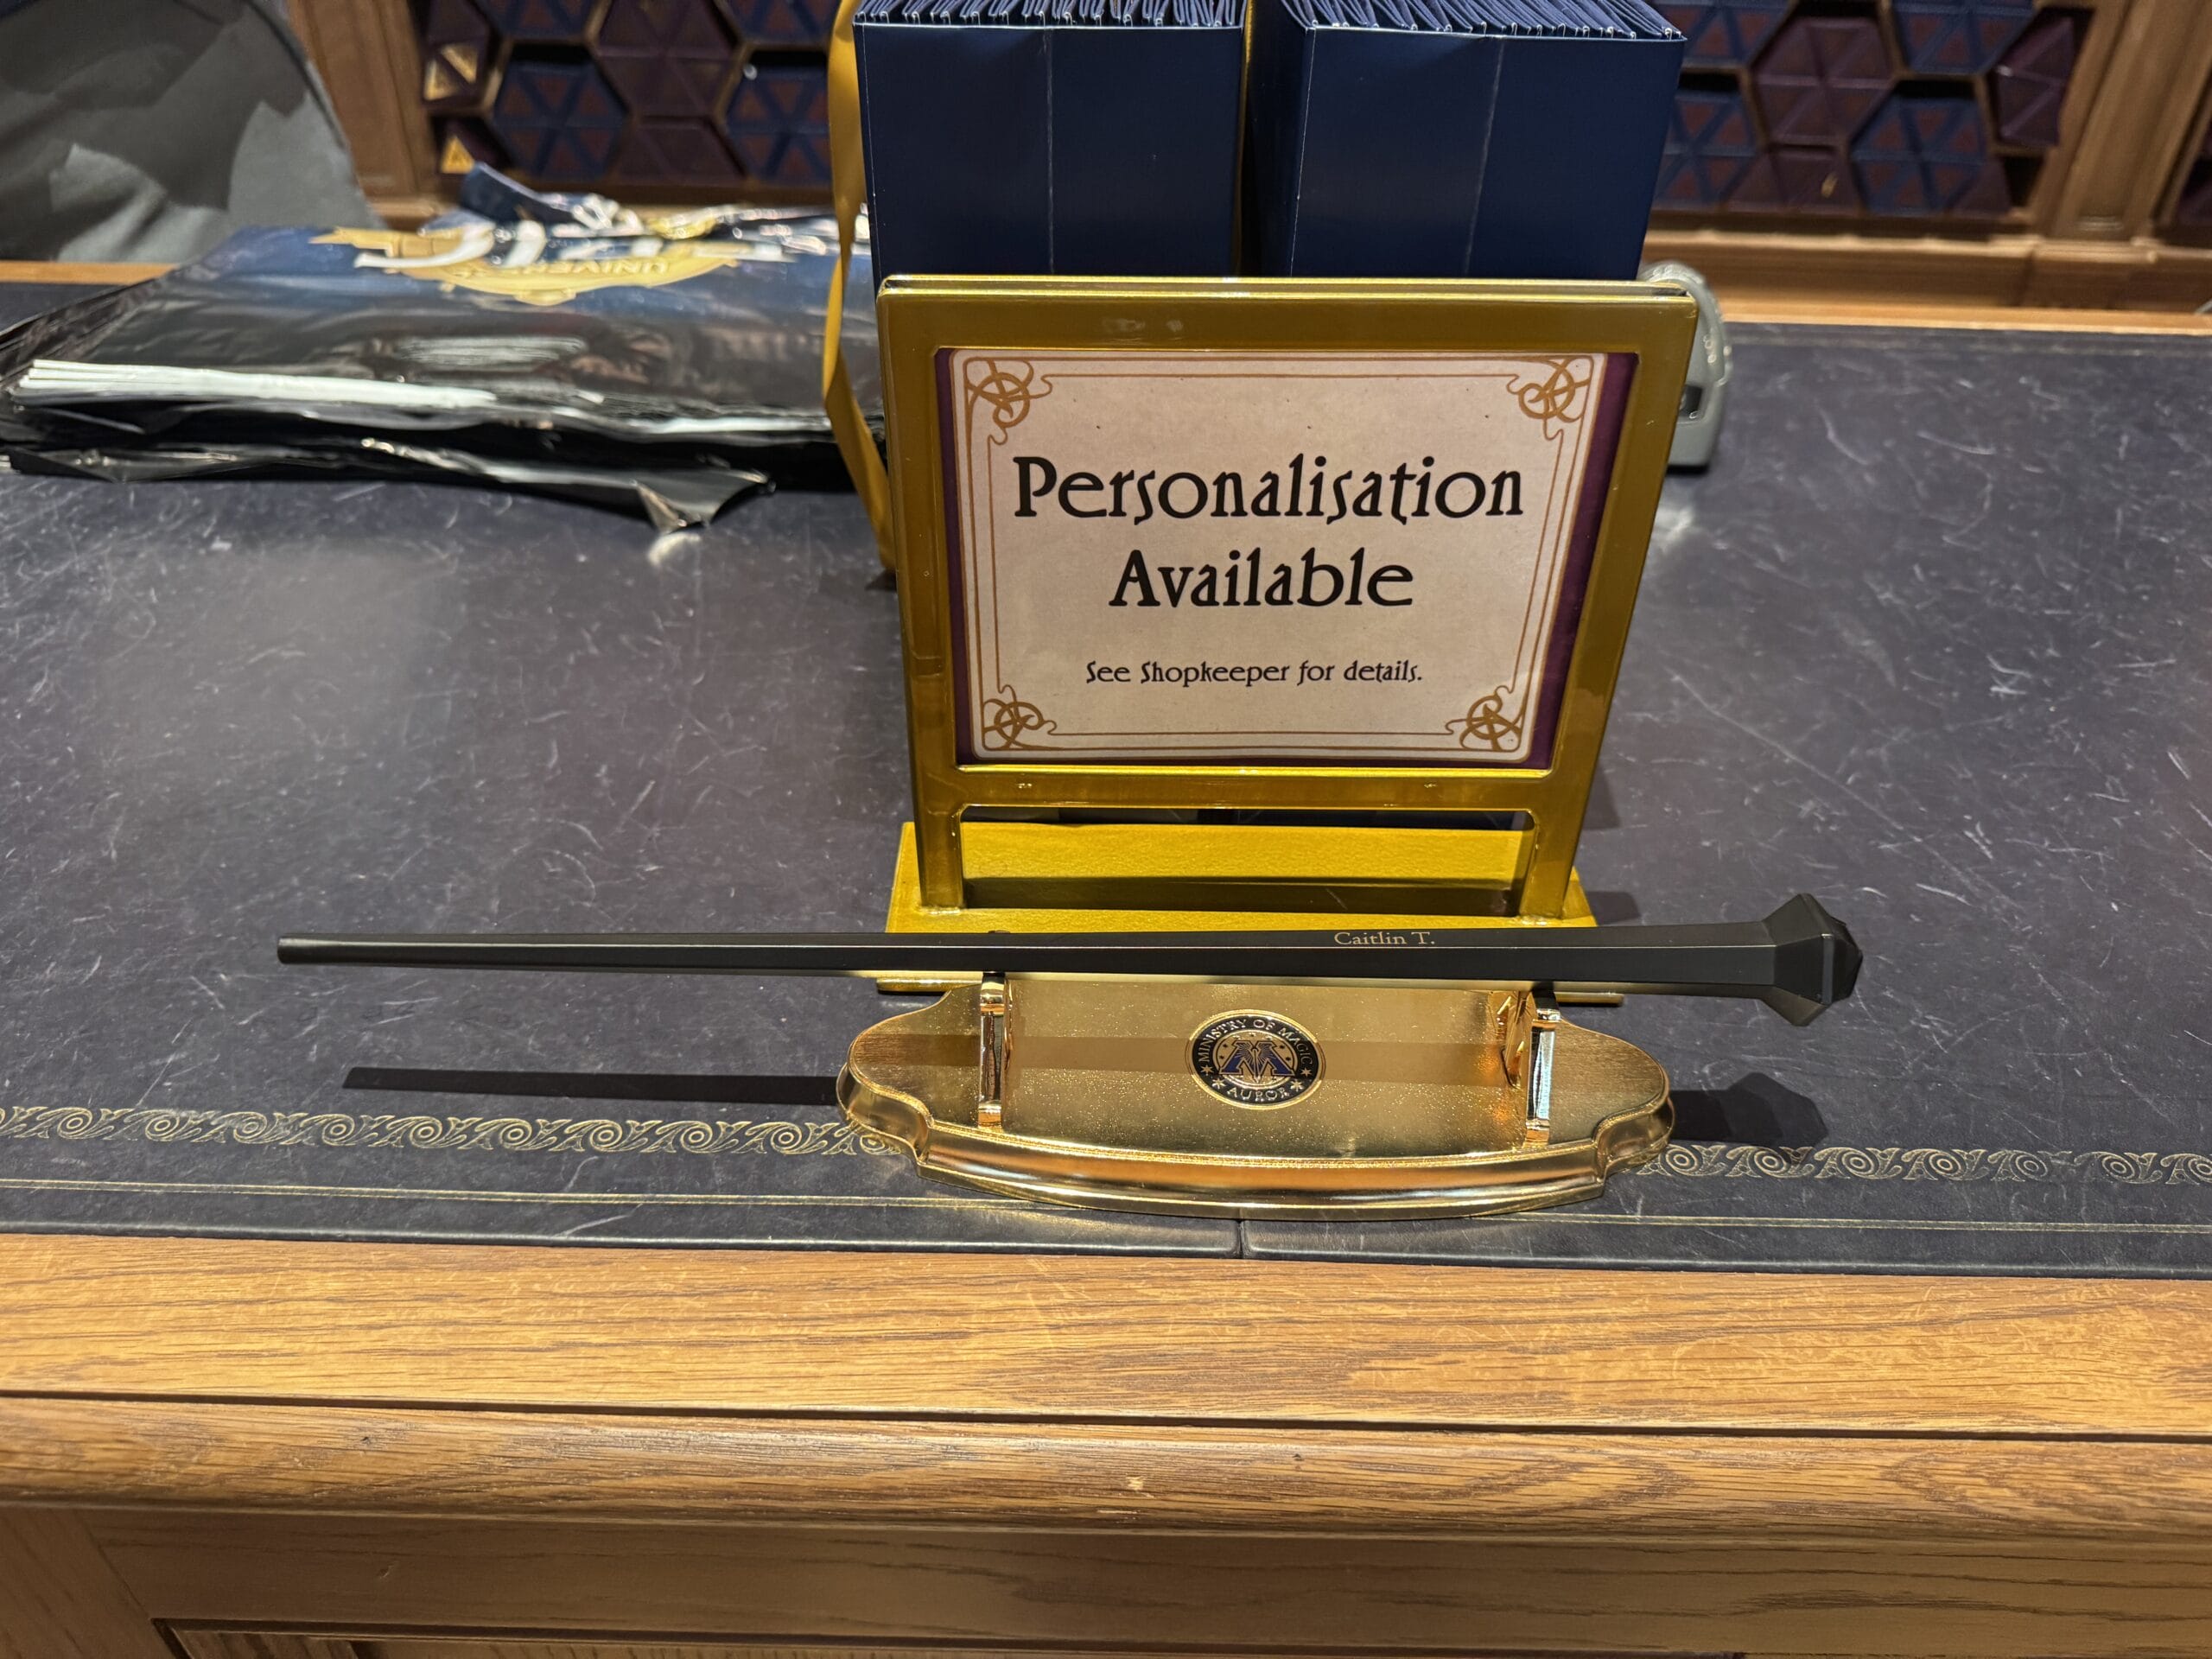 Personalisation
Available
See Shopkeeper for details.
Caitlin T.
MINISTRY OF MAGIC
M
AUROR